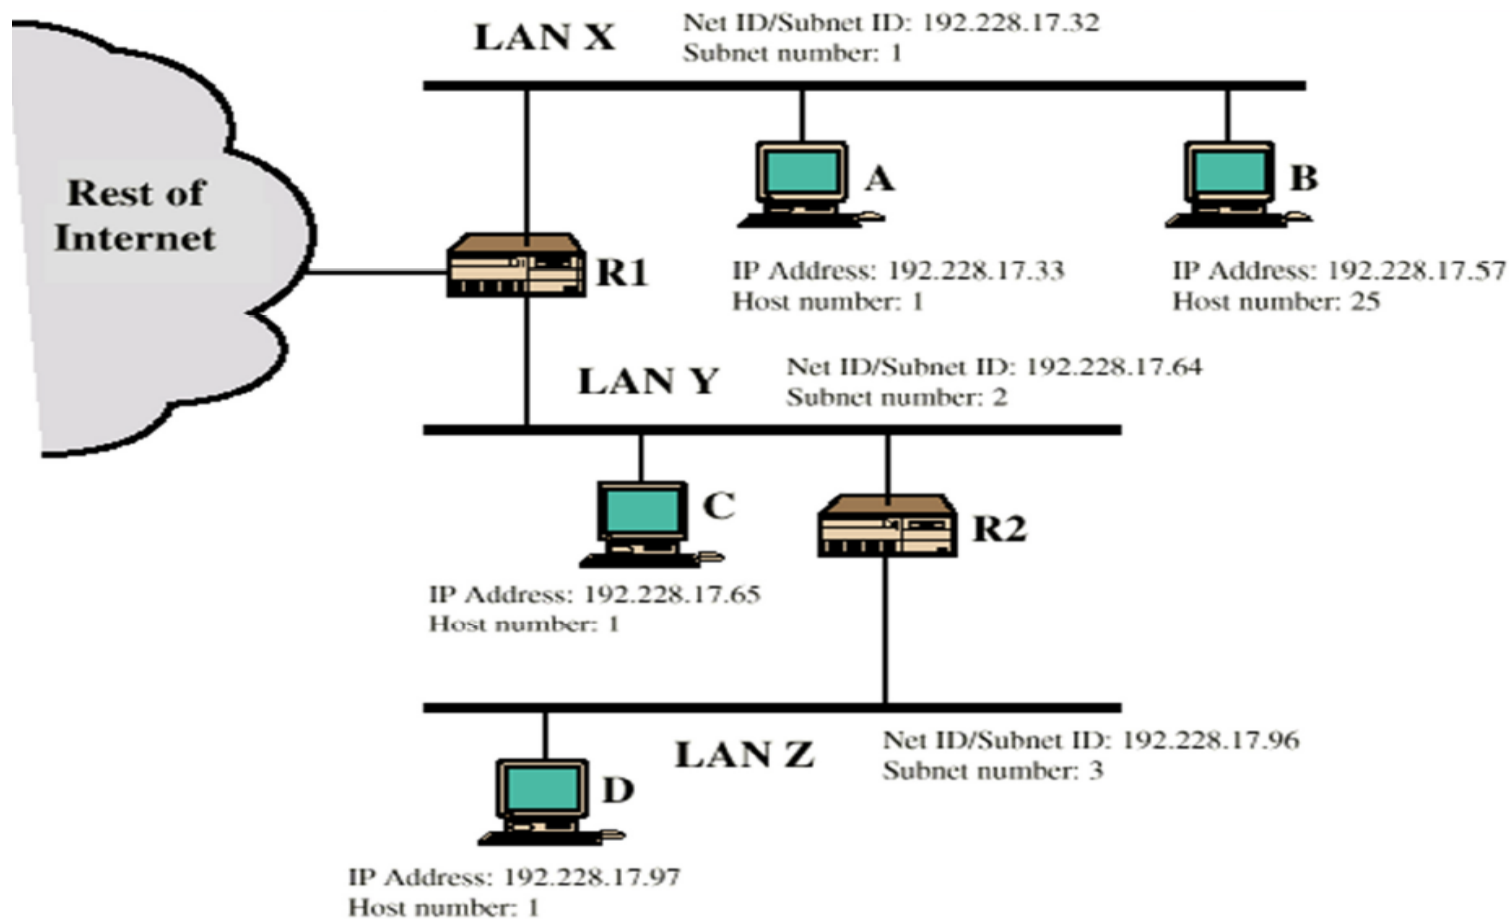 LAN X
Net ID/Subnet ID: 192.228.17.32
Subnet number: 1
Rest of
Internet
A
B
R1
IP Address: 192.228.17.33
Host number: 1
IP Address: 192.228.17.57
Host number: 25
LAN Y
Net ID/Subnet ID: 192.228.17.64
Subnet number: 2
C
R2
IP Address: 192.228.17.65
Host number: 1
LAN Z
Net ID/Subnet ID: 192.228.17.96
Subnet number: 3
D
IP Address: 192.228.17.97
Host number: 1